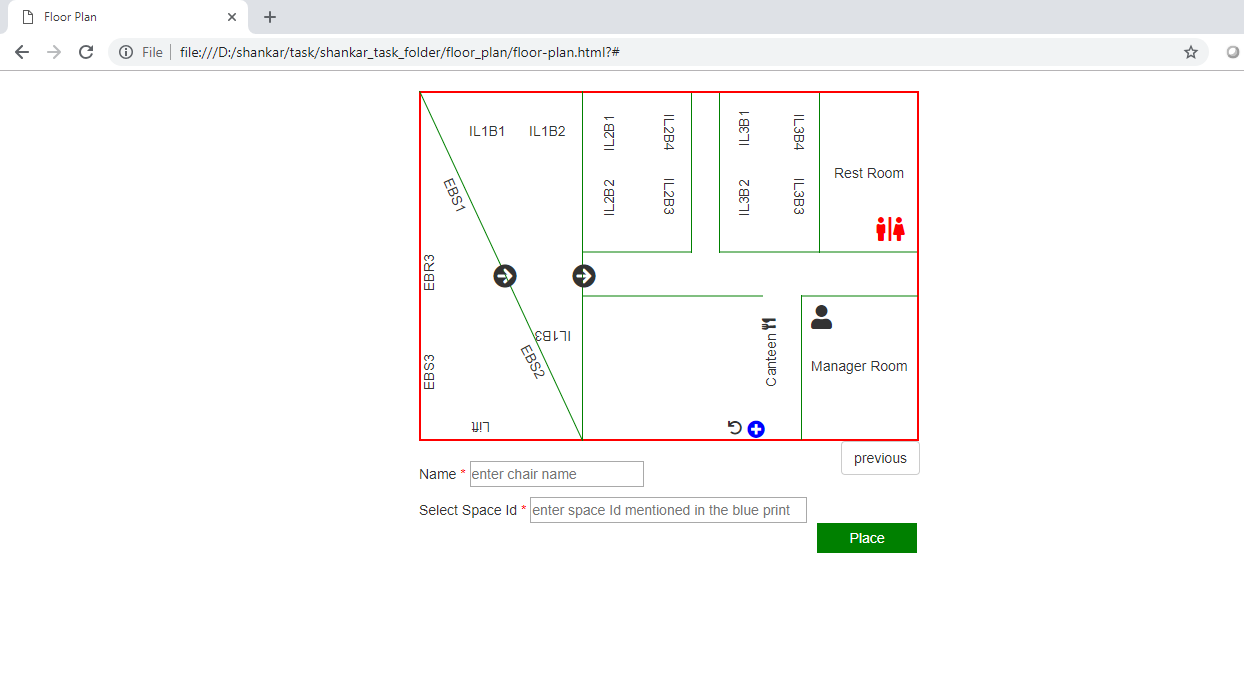 Floor Plan
File
file:///D:/shankar/task/shankar_task_folder/floor_plan/floor-plan.html?#
IL1B1
IL1B2
IL2B1
IL2B4
IL3B1
IL3B4
Rest Room
EBS1
IL2B2
IL2B3
IL3B2
IL3B3
EBR3
IL1B3
EBS2
EBS3
Canteen
Manager Room
Lift
previous
Name * enter chair name
Select Space Id * enter space Id mentioned in the blue print
Place